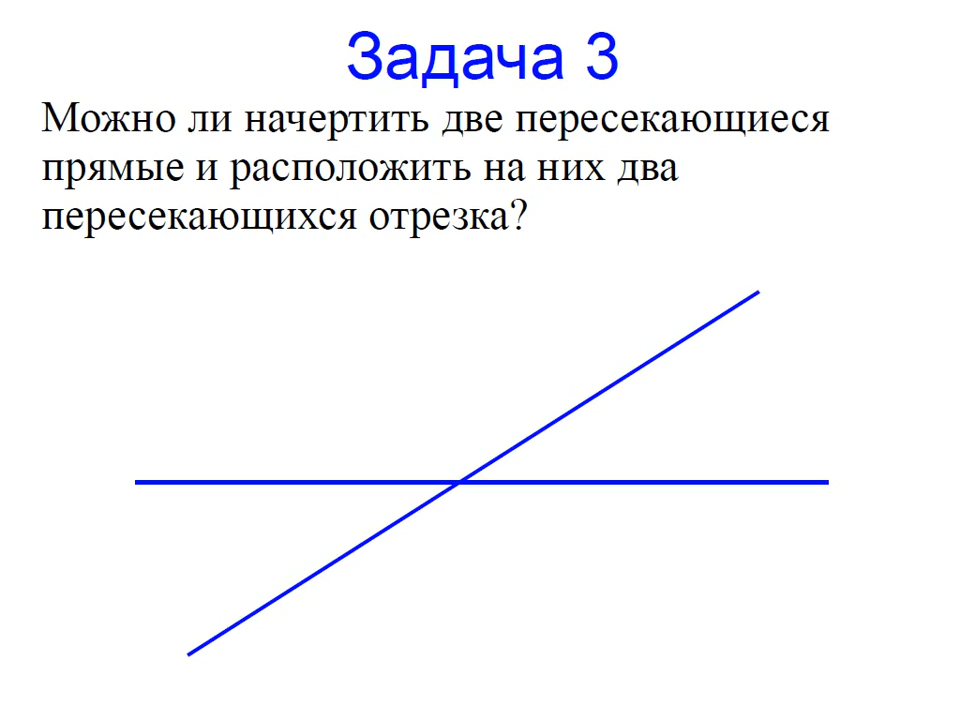 Задача 3
Можно ли начертить две пересекающиеся
прямые и расположить на них два
пересекающихся отрезка?